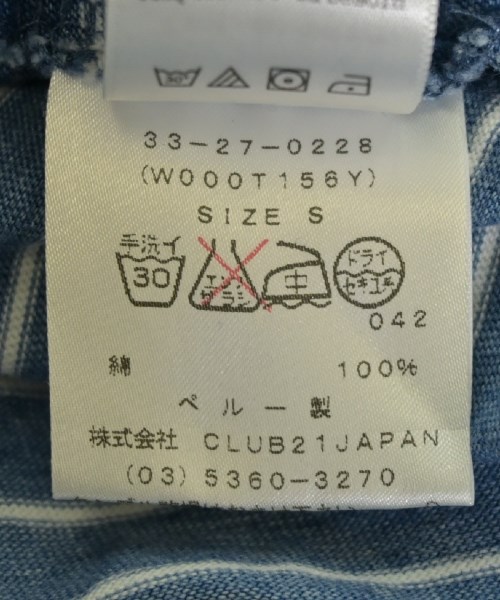 33-27-0228
(W000T156Y)
SIZE S
手洗イ
30
エンソ
サラシ
中
ドライ
セキユ系
042
綿 100%
ペルー製
株式会社 CLUB21JAPAN
(03) 5360-3270